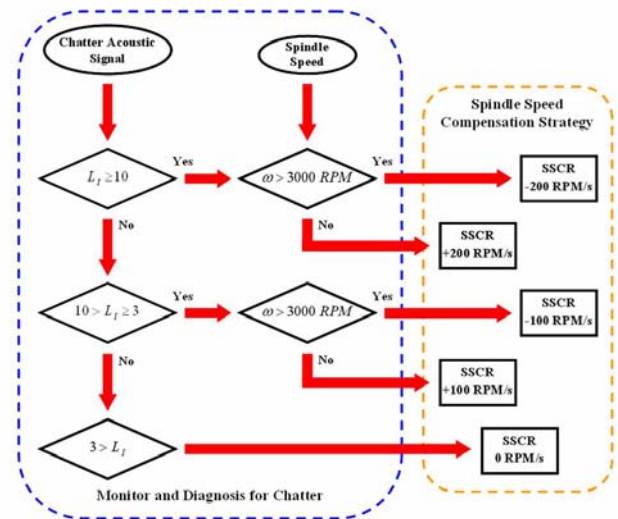 Chatter Acoustic
Signal
Spindle
Speed
Spindle Speed
Compensation Strategy
L_I ≥ 10
Yes
ω > 3000 RPM
Yes
SSCR
-200 RPM/s
No
No
SSCR
+200 RPM/s
10 > L_I ≥ 3
Yes
ω > 3000 RPM
Yes
SSCR
-100 RPM/s
No
No
SSCR
+100 RPM/s
3 > L_I
SSCR
0 RPM/s
Monitor and Diagnosis for Chatter